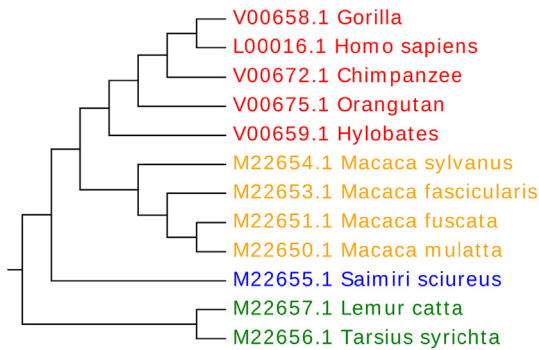 V00658.1 Gorilla
L00016.1 Homo sapiens
V00672.1 Chimpanzee
V00675.1 Orangutan
V00659.1 Hylobates
M22654.1 Macaca sylvanus
M22653.1 Macaca fascicularis
M22651.1 Macaca fuscata
M22650.1 Macaca mulatta
M22655.1 Saimiri sciureus
M22657.1 Lemur catta
M22656.1 Tarsius syrichta